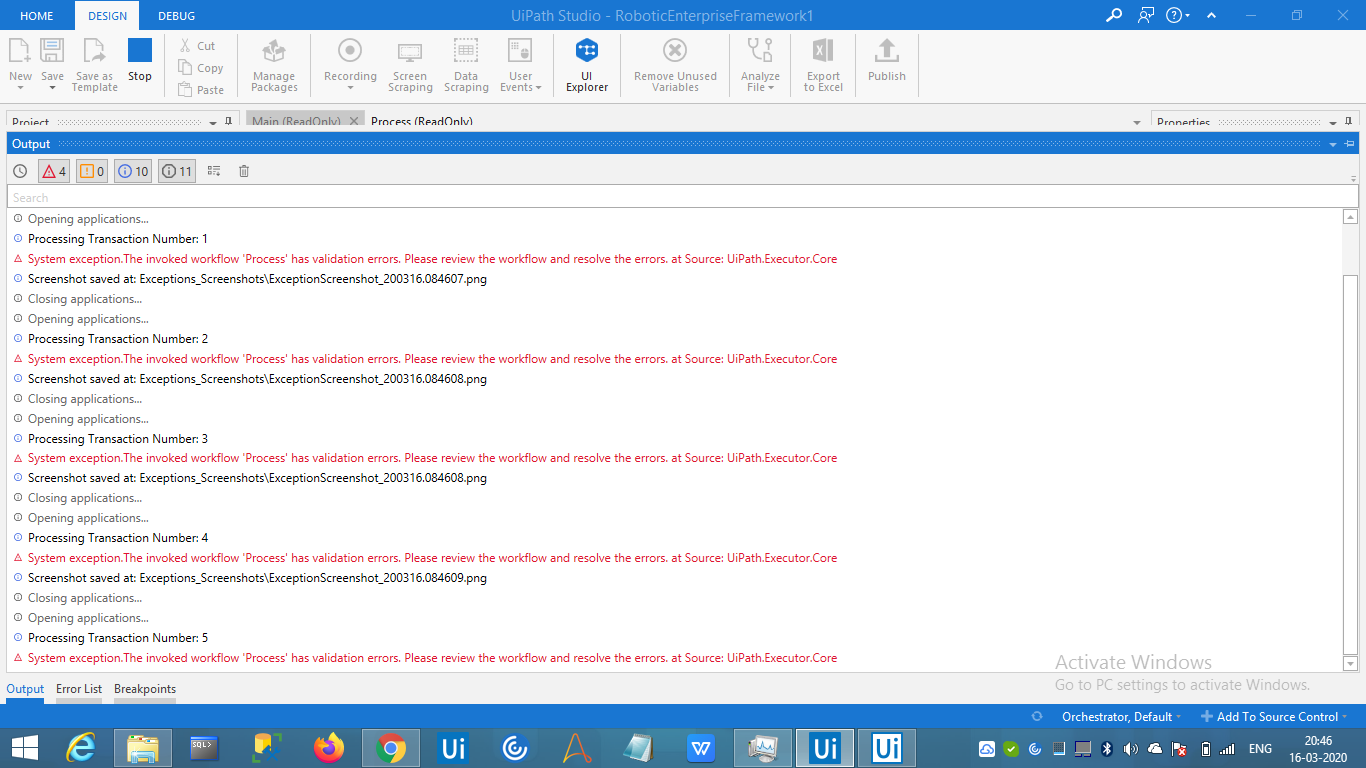 HOME DESIGN DEBUG UiPath Studio - RoboticEnterpriseFramework1
New Save Save as Template Stop Cut Copy Paste Manage Packages Recording Screen Scraping Data Scraping User Events UI Explorer Remove Unused Variables Analyze File Export to Excel Publish
Project Main (ReadOnly) Process (ReadOnly) Properties
Output
4 0 10 11
Search
Opening applications...
Processing Transaction Number: 1
System exception.The invoked workflow 'Process' has validation errors. Please review the workflow and resolve the errors. at Source: UiPath.Executor.Core
Screenshot saved at: Exceptions_Screenshots\ExceptionScreenshot_200316.084607.png
Closing applications...
Opening applications...
Processing Transaction Number: 2
System exception.The invoked workflow 'Process' has validation errors. Please review the workflow and resolve the errors. at Source: UiPath.Executor.Core
Screenshot saved at: Exceptions_Screenshots\ExceptionScreenshot_200316.084608.png
Closing applications...
Opening applications...
Processing Transaction Number: 3
System exception.The invoked workflow 'Process' has validation errors. Please review the workflow and resolve the errors. at Source: UiPath.Executor.Core
Screenshot saved at: Exceptions_Screenshots\ExceptionScreenshot_200316.084608.png
Closing applications...
Opening applications...
Processing Transaction Number: 4
System exception.The invoked workflow 'Process' has validation errors. Please review the workflow and resolve the errors. at Source: UiPath.Executor.Core
Screenshot saved at: Exceptions_Screenshots\ExceptionScreenshot_200316.084609.png
Closing applications...
Opening applications...
Processing Transaction Number: 5
System exception.The invoked workflow 'Process' has validation errors. Please review the workflow and resolve the errors. at Source: UiPath.Executor.Core
Activate Windows
Go to PC settings to activate Windows.
Output Error List Breakpoints
Orchestrator, Default Add To Source Control
SQL> Ui W Ui Ui ENG 20:46
16-03-2020